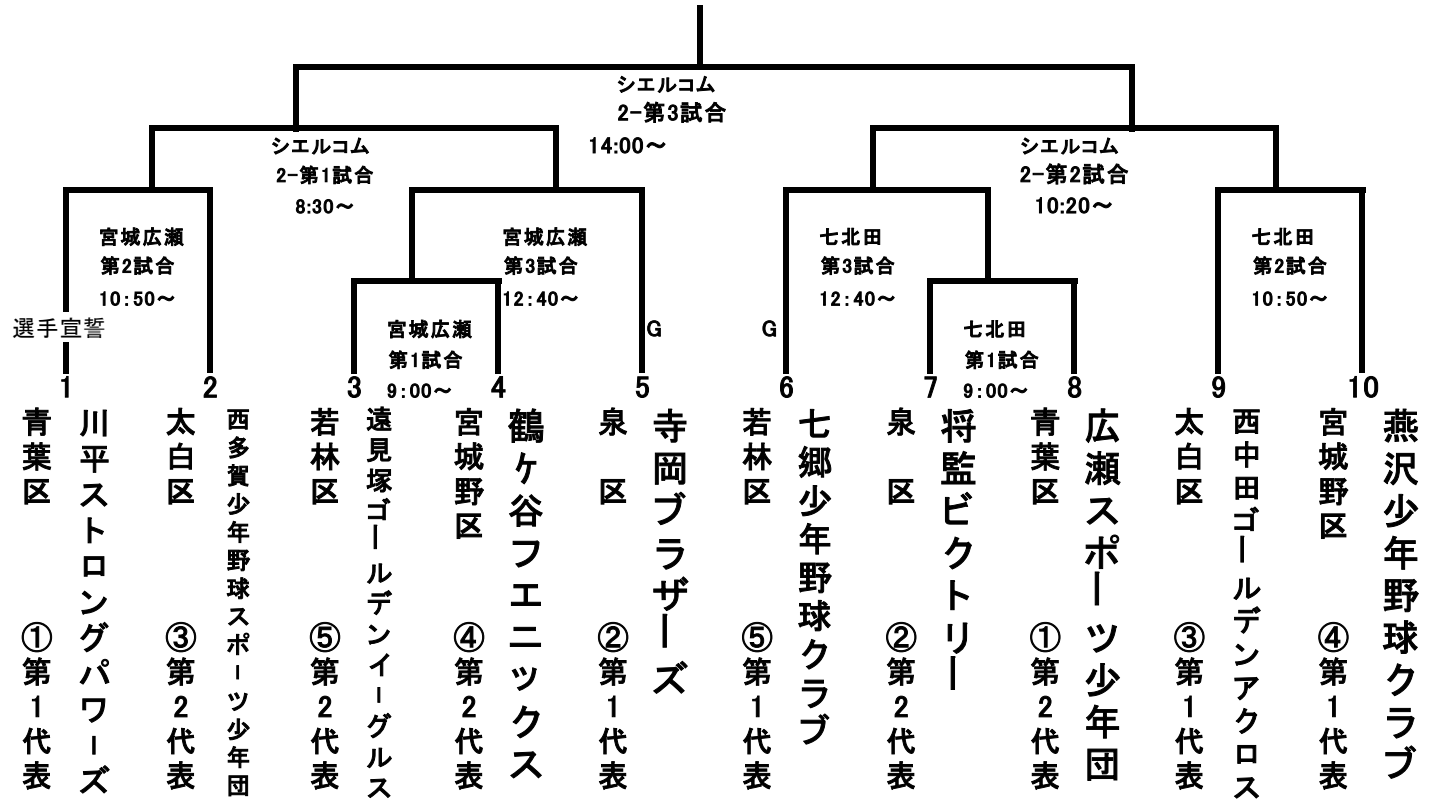 シエルコム
2-第3試合
14:00～
シエルコム
2-第1試合
8:30～
シエルコム
2-第2試合
10:20～
宮城広瀬
第2試合
10:50～
宮城広瀬
第3試合
12:40～
七北田
第3試合
12:40～
七北田
第2試合
10:50～
選手宣誓
宮城広瀬
第1試合
9:00～
G
G
七北田
第1試合
9:00～
1
2
3
4
5
6
7
8
9
10
青葉区 ①第1代表
川平ストロングパワーズ
太白区 ③第2代表
西多賀少年野球スポーツ少年団
若林区 ⑤第2代表
遠見塚ゴールデンイーグルス
宮城野区 ④第2代表
鶴ケ谷フエニックス
泉 区 ②第1代表
寺岡ブラザーズ
若林区 ⑤第1代表
七郷少年野球クラブ
泉 区 ②第2代表
将監ビクトリー
青葉区 ①第2代表
広瀬スポーツ少年団
太白区 ③第1代表
西中田ゴールデンアクロス
宮城野区 ④第1代表
燕沢少年野球クラブ